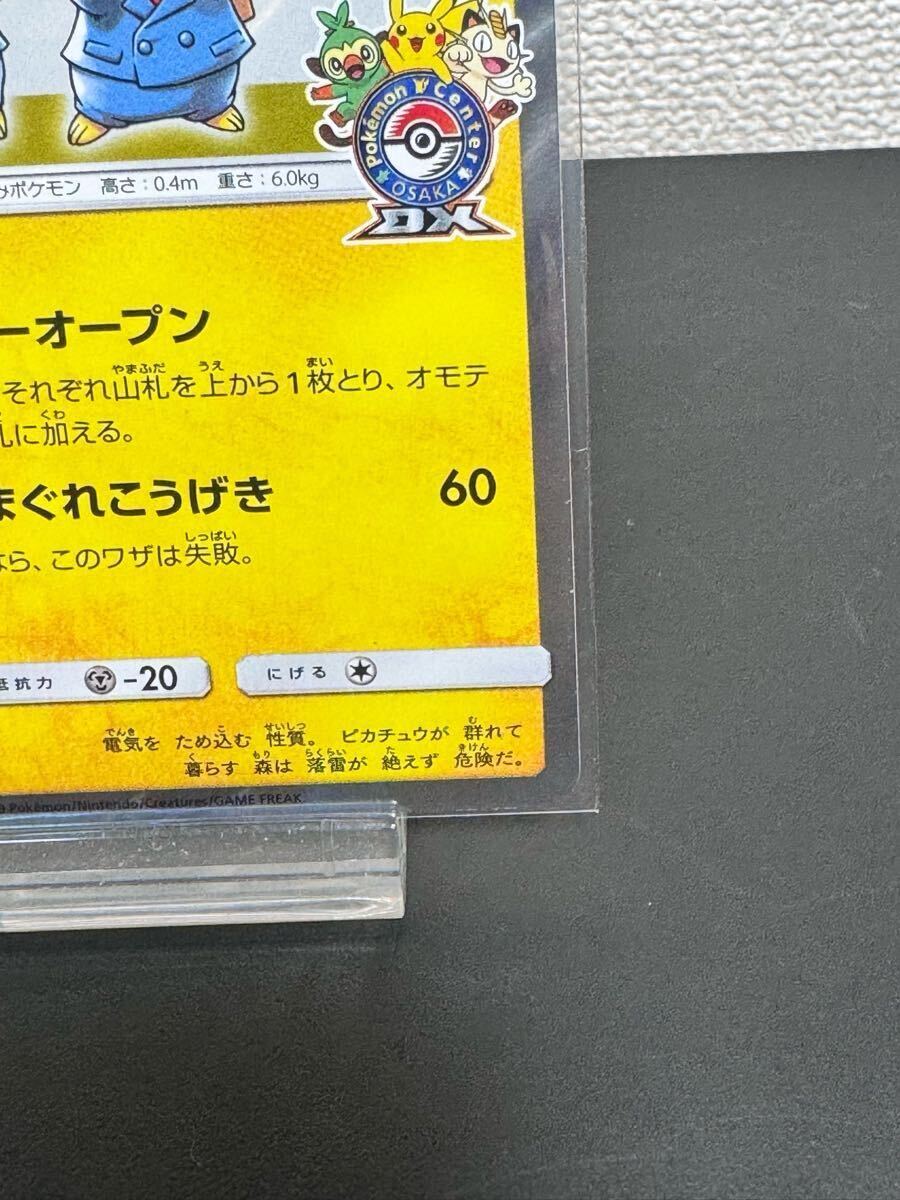 Pokémon Center
OSAKA
DX
みポケモン 高さ:0.4m 重さ:6.0kg
ーオープン
それぞれ山札を上から1枚とり、オモテ
札に加える。
まぐれこうげき 60
なら、このワザは失敗。
抵抗力 -20 にげる
電気を ため込む 性質。 ピカチュウが 群れて
暮らす 森は 落雷が 絶えず 危険だ。
Pokémon/Nintendo/Creatures/GAME FREAK.